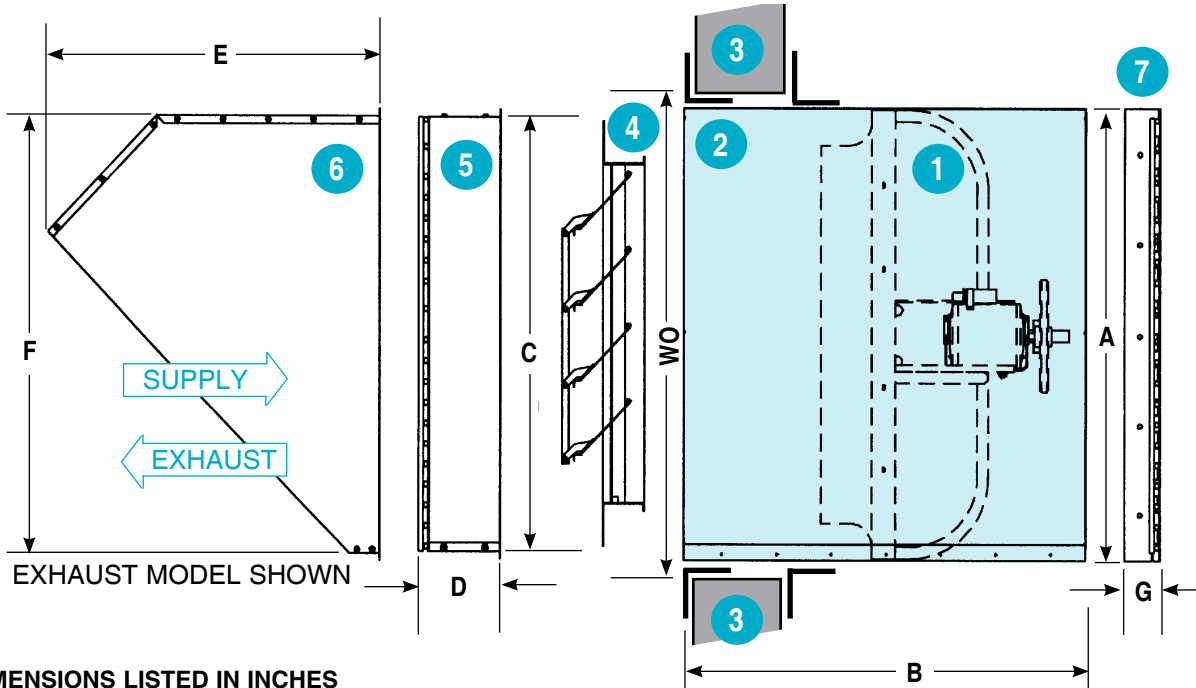 E
3
7
6
5
4
2
1
F
C
WO
A
SUPPLY
EXHAUST
EXHAUST MODEL SHOWN
D
G
3
B
MENSIONS LISTED IN INCHES